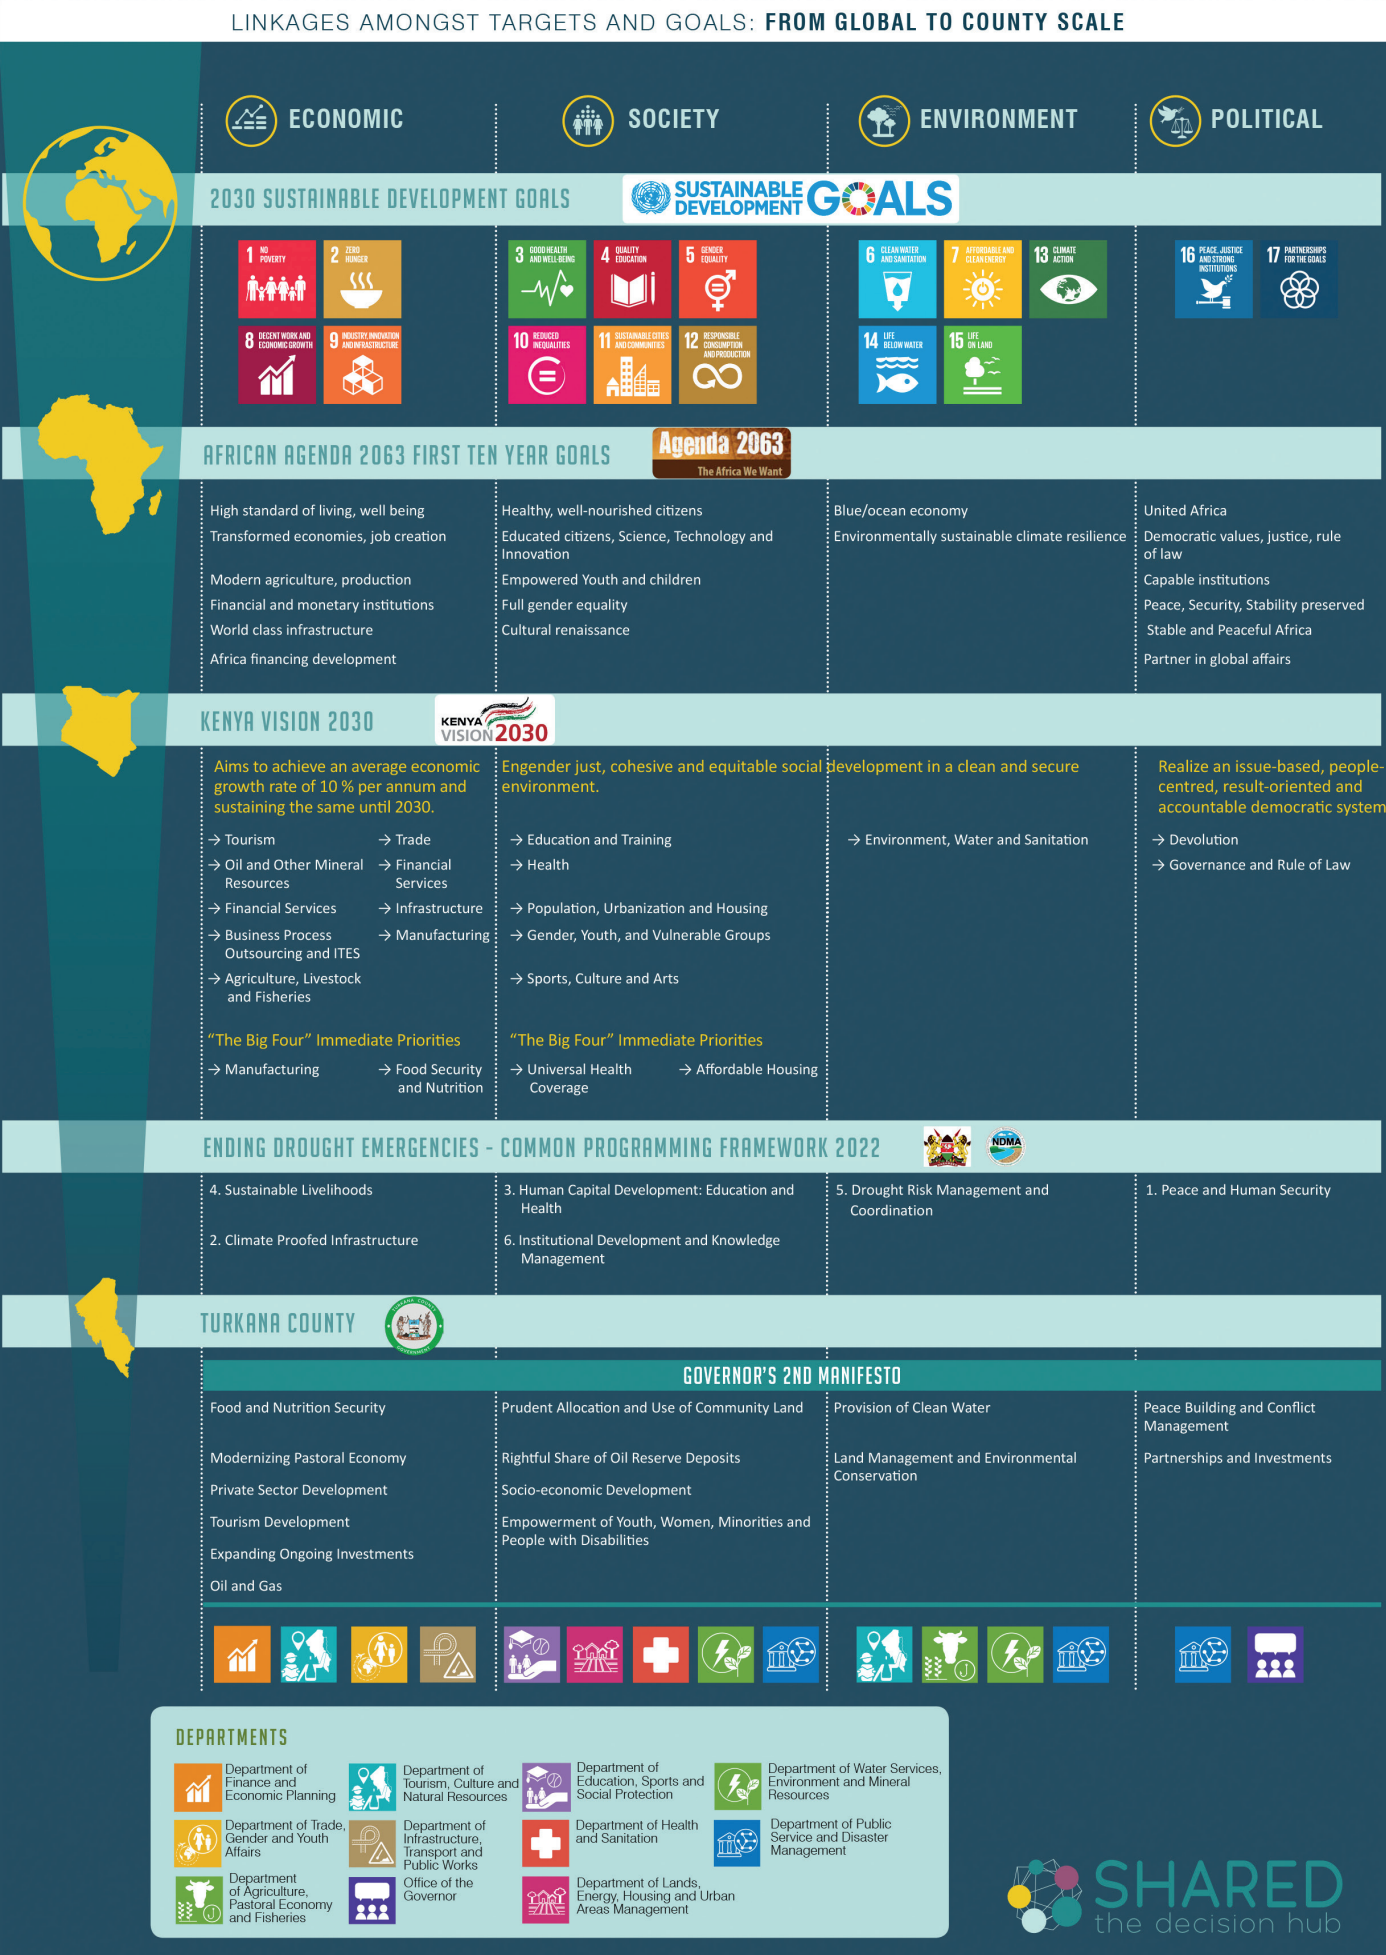 LINKAGES AMONGST TARGETS AND GOALS: FROM GLOBAL TO COUNTY SCALE
ECONOMIC
SOCIETY
ENVIRONMENT
POLITICAL
2030 SUSTAINABLE DEVELOPMENT GOALS
SUSTAINABLE
DEVELOPMENT
GOALS
1 NO
POVERTY
2 ZERO
HUNGER
3 GOOD HEALTH
AND WELL-BEING
4 QUALITY
EDUCATION
5 GENDER
EQUALITY
6 CLEAN WATER
AND SANITATION
7 AFFORDABLE AND
CLEAN ENERGY
13 CLIMATE
ACTION
16 PEACE, JUSTICE
AND STRONG
INSTITUTIONS
17 PARTNERSHIPS
FOR THE GOALS
8 DECENT WORK AND
ECONOMIC GROWTH
9 INDUSTRY, INNOVATION
AND INFRASTRUCTURE
10 REDUCED
INEQUALITIES
11 SUSTAINABLE CITIES
AND COMMUNITIES
12 RESPONSIBLE
CONSUMPTION
AND PRODUCTION
14 LIFE
BELOW WATER
15 LIFE
ON LAND
AFRICAN AGENDA 2063 FIRST TEN YEAR GOALS
Agenda 2063
The Africa We Want
High standard of living, well being
Transformed economies, job creation
Modern agriculture, production
Financial and monetary institutions
World class infrastructure
Africa financing development
Healthy, well-nourished citizens
Educated citizens, Science, Technology and
Innovation
Empowered Youth and children
Full gender equality
Cultural renaissance
Blue/ocean economy
Environmentally sustainable climate resilience
United Africa
Democratic values, justice, rule
of law
Capable institutions
Peace, Security, Stability preserved
Stable and Peaceful Africa
Partner in global affairs
KENYA VISION 2030
KENYA
VISION 2030
Aims to achieve an average economic
growth rate of 10 % per annum and
sustaining the same until 2030.
→ Tourism
→ Oil and Other Mineral
Resources
→ Financial Services
→ Business Process
Outsourcing and ITES
→ Agriculture, Livestock
and Fisheries
→ Trade
→ Financial
Services
→ Infrastructure
→ Manufacturing
"The Big Four" Immediate Priorities
→ Manufacturing
→ Food Security
and Nutrition
Engender just, cohesive and equitable social development in a clean and secure
environment.
→ Education and Training
→ Health
→ Population, Urbanization and Housing
→ Gender, Youth, and Vulnerable Groups
→ Sports, Culture and Arts
"The Big Four" Immediate Priorities
→ Universal Health
Coverage
→ Affordable Housing
→ Environment, Water and Sanitation
Realize an issue-based, people-
centred, result-oriented and
accountable democratic system
→ Devolution
→ Governance and Rule of Law
ENDING DROUGHT EMERGENCIES - COMMON PROGRAMMING FRAMEWORK 2022
NDMA
4. Sustainable Livelihoods
2. Climate Proofed Infrastructure
3. Human Capital Development: Education and
Health
6. Institutional Development and Knowledge
Management
5. Drought Risk Management and
Coordination
1. Peace and Human Security
TURKANA COUNTY
TURKANA COUNTY
GOVERNMENT
GOVERNOR'S 2ND MANIFESTO
Food and Nutrition Security
Modernizing Pastoral Economy
Private Sector Development
Tourism Development
Expanding Ongoing Investments
Oil and Gas
Prudent Allocation and Use of Community Land
Rightful Share of Oil Reserve Deposits
Socio-economic Development
Empowerment of Youth, Women, Minorities and
People with Disabilities
Provision of Clean Water
Land Management and Environmental
Conservation
Peace Building and Conflict
Management
Partnerships and Investments
DEPARTMENTS
Department of
Finance and
Economic Planning
Department of
Tourism, Culture and
Natural Resources
Department of
Education, Sports and
Social Protection
Department of Water Services,
Environment and Mineral
Resources
Department of Trade,
Gender and Youth
Affairs
Department of
Infrastructure,
Transport and
Public Works
Department of Health
and Sanitation
Department of Public
Service and Disaster
Management
Department
of Agriculture,
Pastoral Economy
and Fisheries
Office of the
Governor
Department of Lands,
Energy, Housing and Urban
Areas Management
SHARED
the decision hub